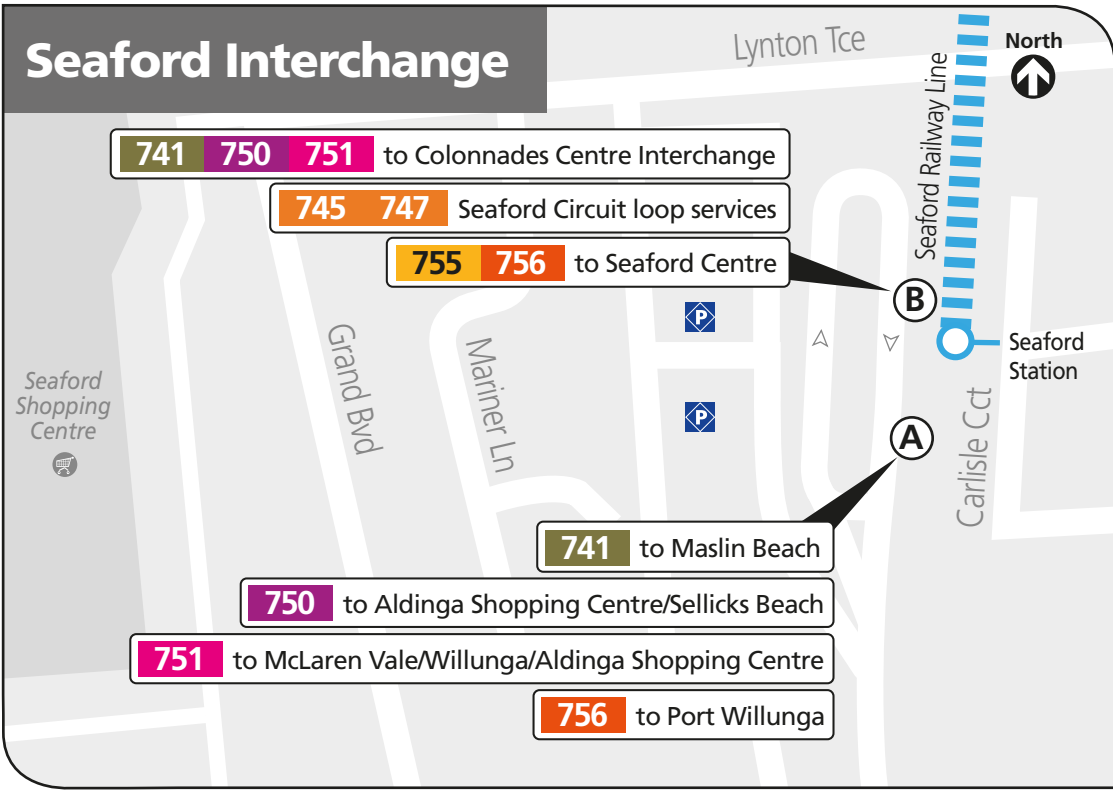 Seaford Interchange
Lynton Tce
North
Seaford Railway Line
741 750 751 to Colonnades Centre Interchange
745 747 Seaford Circuit loop services
755 756 to Seaford Centre
B
P
Grand Bvd
Mariner Ln
Seaford
Station
Seaford
Shopping
Centre
P
A
Carlisle Cct
741 to Maslin Beach
750 to Aldinga Shopping Centre/Sellicks Beach
751 to McLaren Vale/Willunga/Aldinga Shopping Centre
756 to Port Willunga